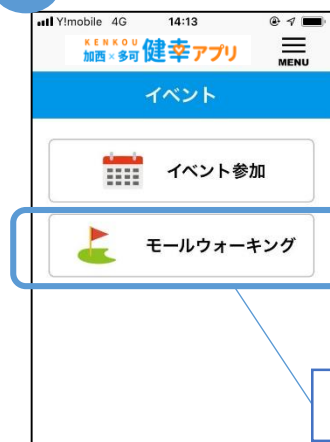 Y!mobile 4G 14:13
KENKOU
加西×多可 健幸アプリ
MENU
イベント
イベント参加
モールウォーキング